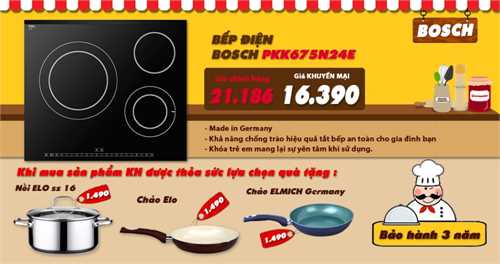 BẾP ĐIỆN
BOSCH PKK675N24E
BOSCH
Giá chính hãng
21.186
Giá KHUYẾN MẠI
16.390
- Made in Germany
- Khả năng chống trào hiệu quả tắt bếp an toàn cho gia đình bạn
- Khóa trẻ em mang lại sự yên tâm khi sử dụng.
Khi mua sản phẩm KH được thỏa sức lựa chọn quà tặng :
Nồi ELO sz 16
1.490
Chảo Elo
1.490
Chảo ELMICH Germany
1.490
Bảo hành 3 năm